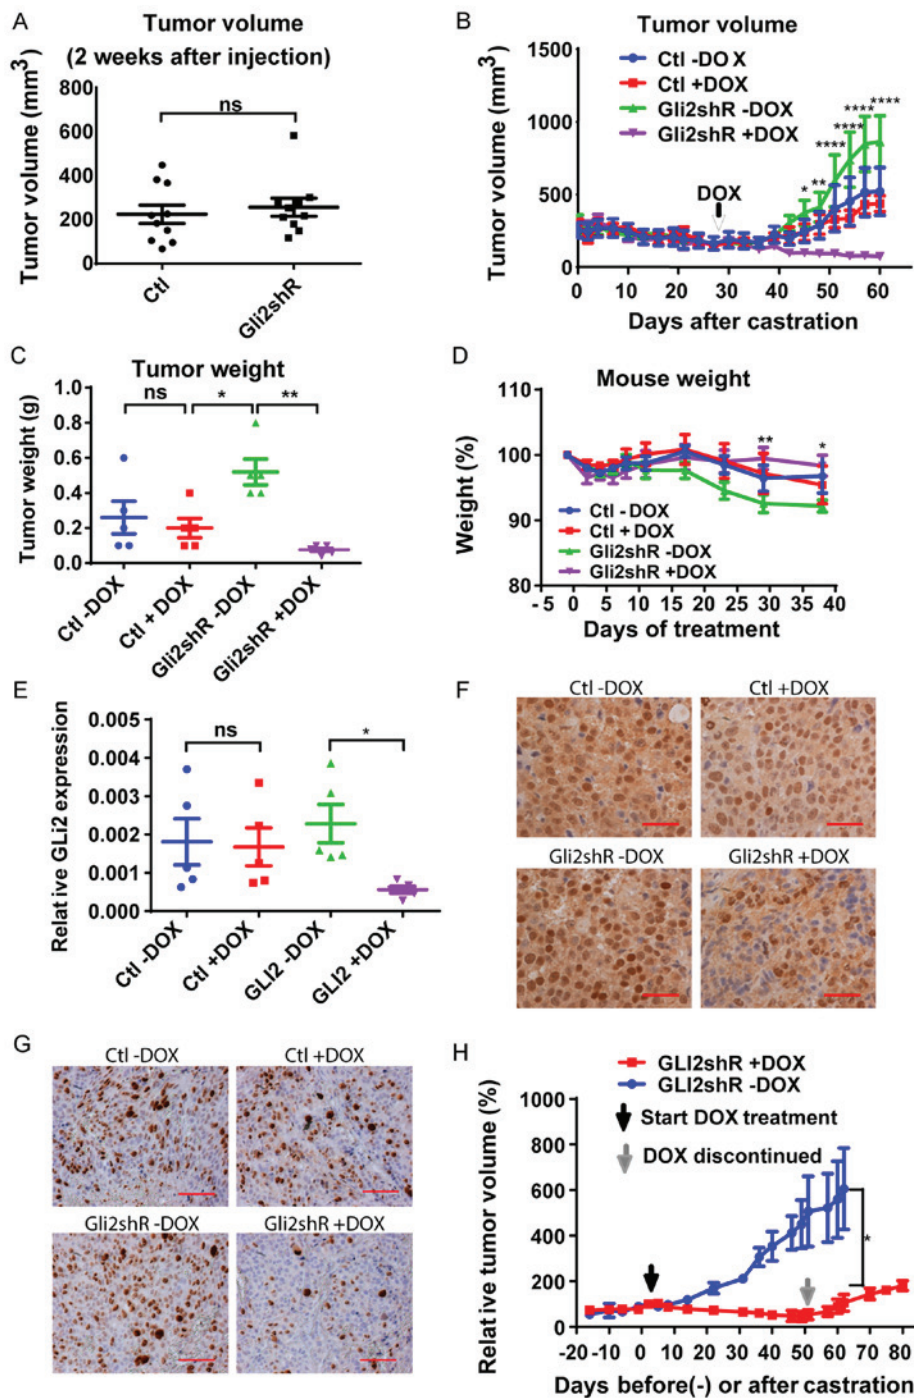 A
Tumor volume
(2 weeks after injection)
Tumor volume (mm³)
800
600
400
200
0
ns
Ctl
Gli2shR
B
Tumor volume
Tumor volume (mm³)
1500
1000
500
0
Ctl -DO X
Ctl +DOX
Gli2shR -DOX
Gli2shR +DOX
DOX
* ** **** **** **** ****
0 10 20 30 40 50 60
Days after castration
C
Tumor weight
Tumor weight (g)
1.0
0.8
0.6
0.4
0.2
0.0
ns * **
Ctl -DOX
Ctl + DOX
Gli2shR -DOX
Gli2shR +DOX
D
Mouse weight
Weight (%)
110
100
90
80
** *
Ctl - DOX
Ctl + DOX
Gli2shR -DOX
Gli2shR +DOX
- 5 0 5 10 15 20 25 30 35 40
Days of treatment
E
Relative GLi2 expression
0.005
0.004
0.003
0.002
0.001
0.000
ns *
Ctl -DOX
Ctl +DOX
GLI2 -DOX
GLI2 +DOX
F
Ctl -DOX
Ctl +DOX
Gli2shR -DOX
Gli2shR +DOX
G
Ctl -DOX
Ctl +DOX
Gli2shR -DOX
Gli2shR +DOX
H
GLI2shR +DOX
GLI2shR -DOX
Start DOX treatment
DOX discontinued
Relative tumor volume (%)
1000
800
600
400
200
0
*
-20 -10 0 10 20 30 40 50 60 70 80
Days before(-) or after castration